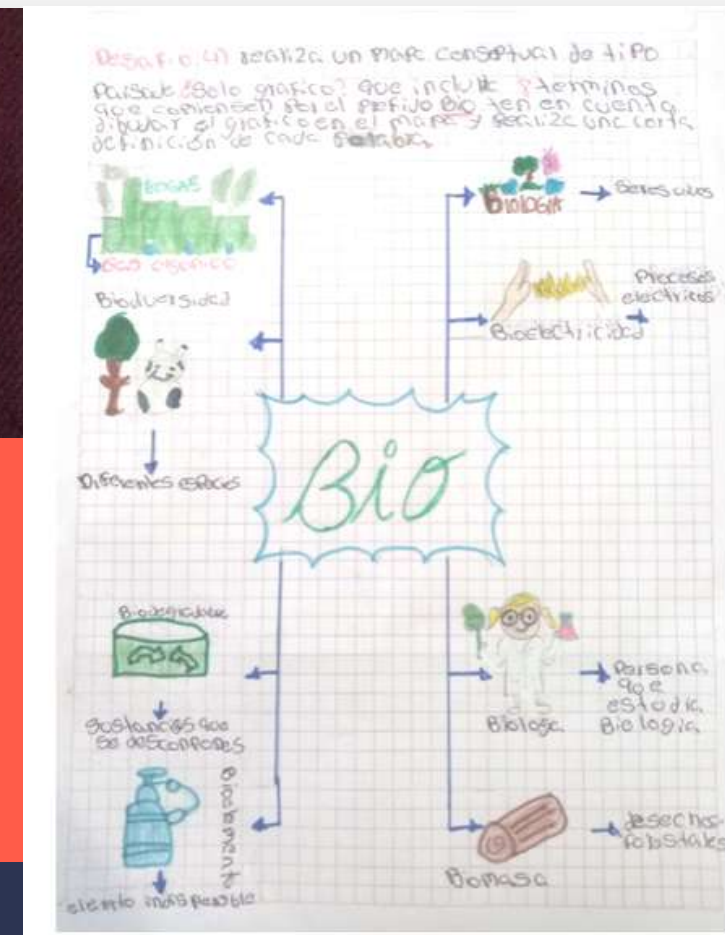 Desafio 4) realiza un mapa conseptual de tipo
Paisaje ¿Solo grafico? que incluye 8 terminos
que comiensen por el prefijo Bio ten en cuenta
dibujar el grafico en el mapa y realiza una corta
definición de cada Palabra
BIOGAS
Gas organico
Biodiversidad
Diferentes especies
BIOLOGIA
Seres vivos
Bioelectricidad
Procesos
electricos
Bio
Biodegradable
sustancias que
se descomponen
Bioelemento
elemento indispensable
Biologa
Persona
que
estudia
Biologia
Biomasa
desechos